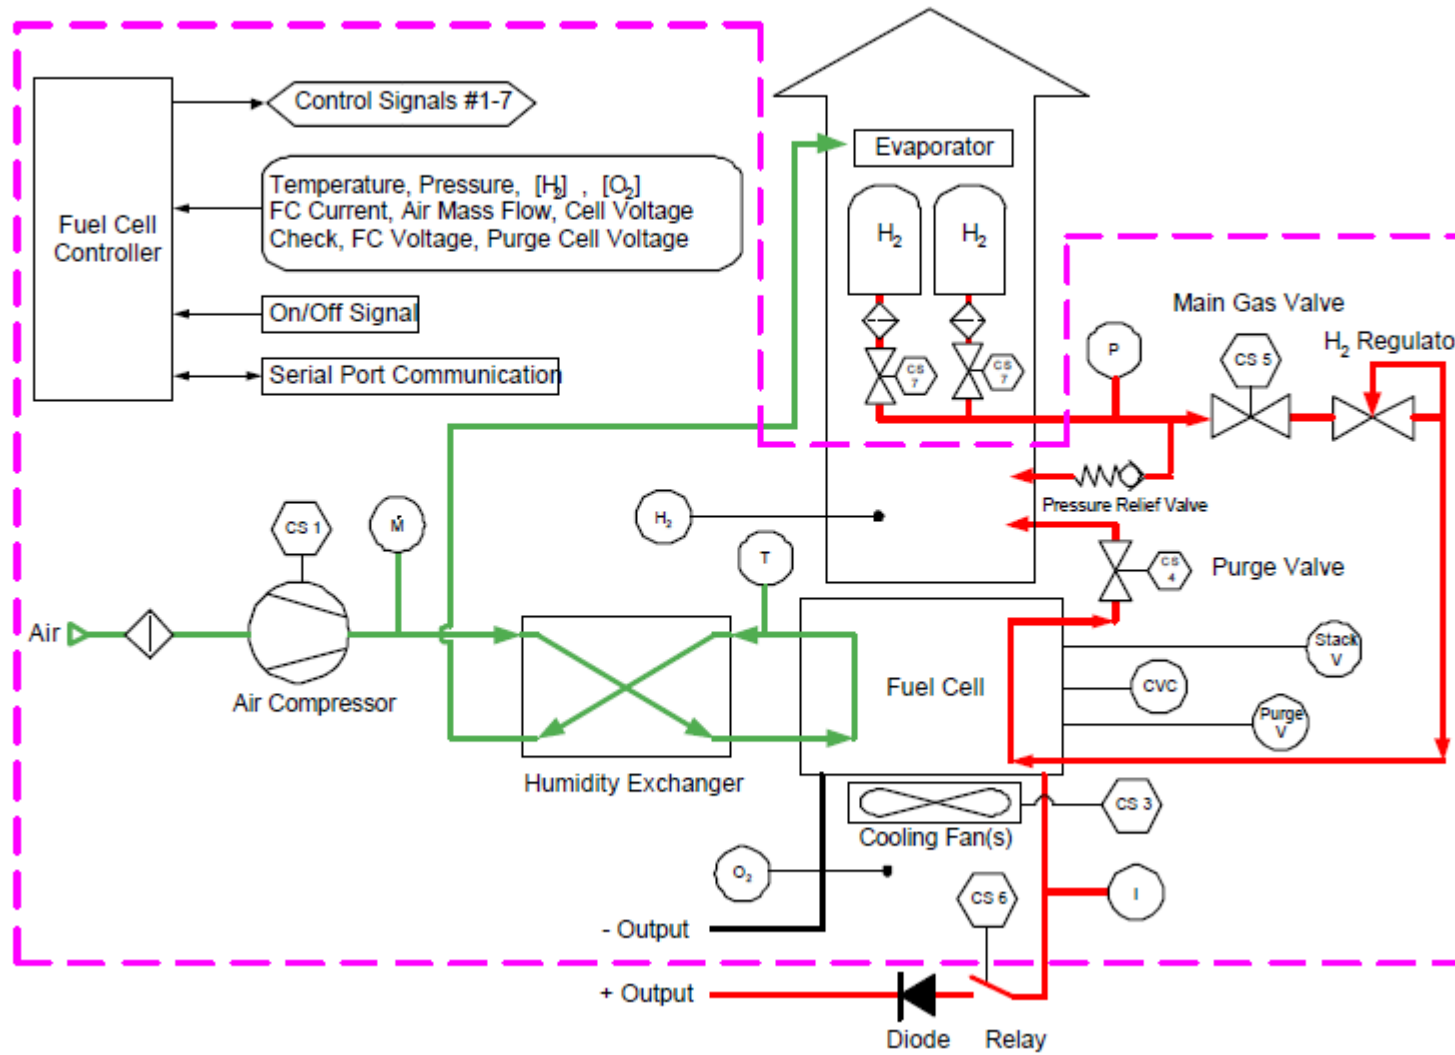 Control Signals #1-7
Evaporator
Temperature, Pressure, [H2] , [O2]
FC Current, Air Mass Flow, Cell Voltage
Check, FC Voltage, Purge Cell Voltage
Fuel Cell
Controller
H2
H2
On/Off Signal
Serial Port Communication
Main Gas Valve
H2 Regulato
P
CS 5
CS
7
CS
7
Pressure Relief Valve
CS 1
Ṁ
H2
T
CS
4
Purge Valve
Air
Air Compressor
Humidity Exchanger
Fuel Cell
Stack
V
CVC
Purge
V
CS 3
Cooling Fan(s)
O2
CS 6
I
- Output
+ Output
Diode
Relay